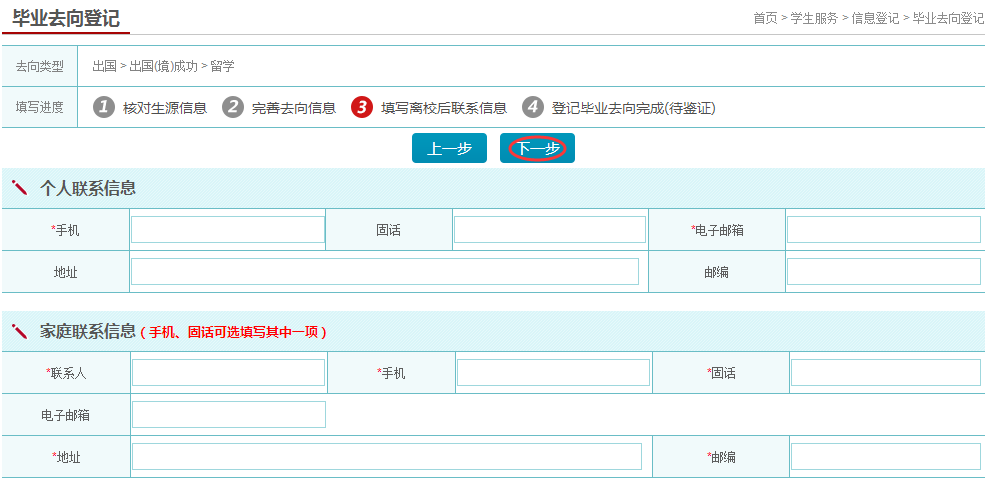 毕业去向登记
首页 > 学生服务 > 信息登记 > 毕业去向登记
去向类型 出国 > 出国(境)成功 > 留学
填写进度 1 核对生源信息 2 完善去向信息 3 填写离校后联系信息 4 登记毕业去向完成(待鉴证)
上一步 下一步
个人联系信息
*手机 固话 *电子邮箱
地址 邮编
家庭联系信息（手机、固话可选填写其中一项）
*联系人 *手机 *固话
电子邮箱
*地址 *邮编